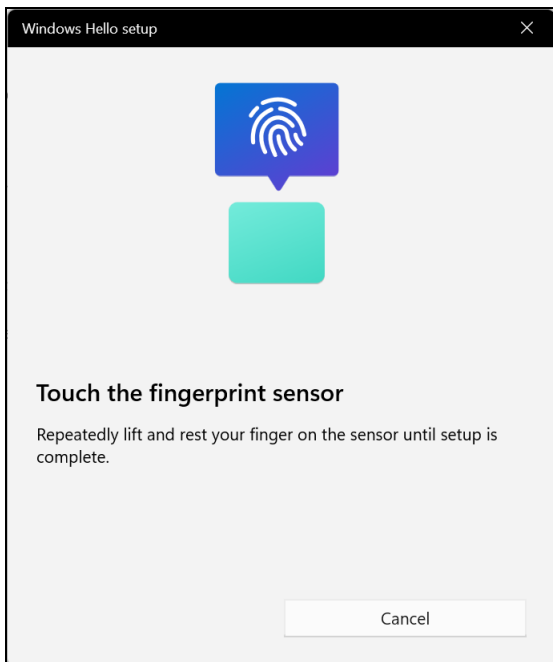 Windows Hello setup
Touch the fingerprint sensor
Repeatedly lift and rest your finger on the sensor until setup is
complete.
Cancel